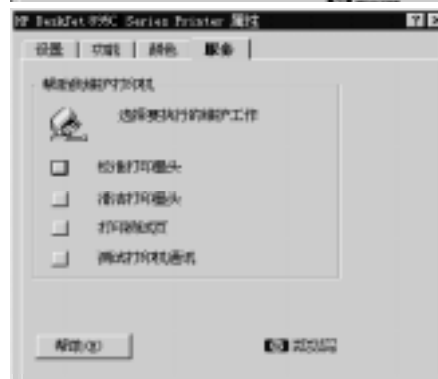 HP DeskJet 895C Series Printer 属性
设置 功能 颜色 服务
帮助维护打印机
选择要执行的维护工作
校准打印墨头
清洁打印墨头
打印测试页
测试打印机通讯
帮助(H)